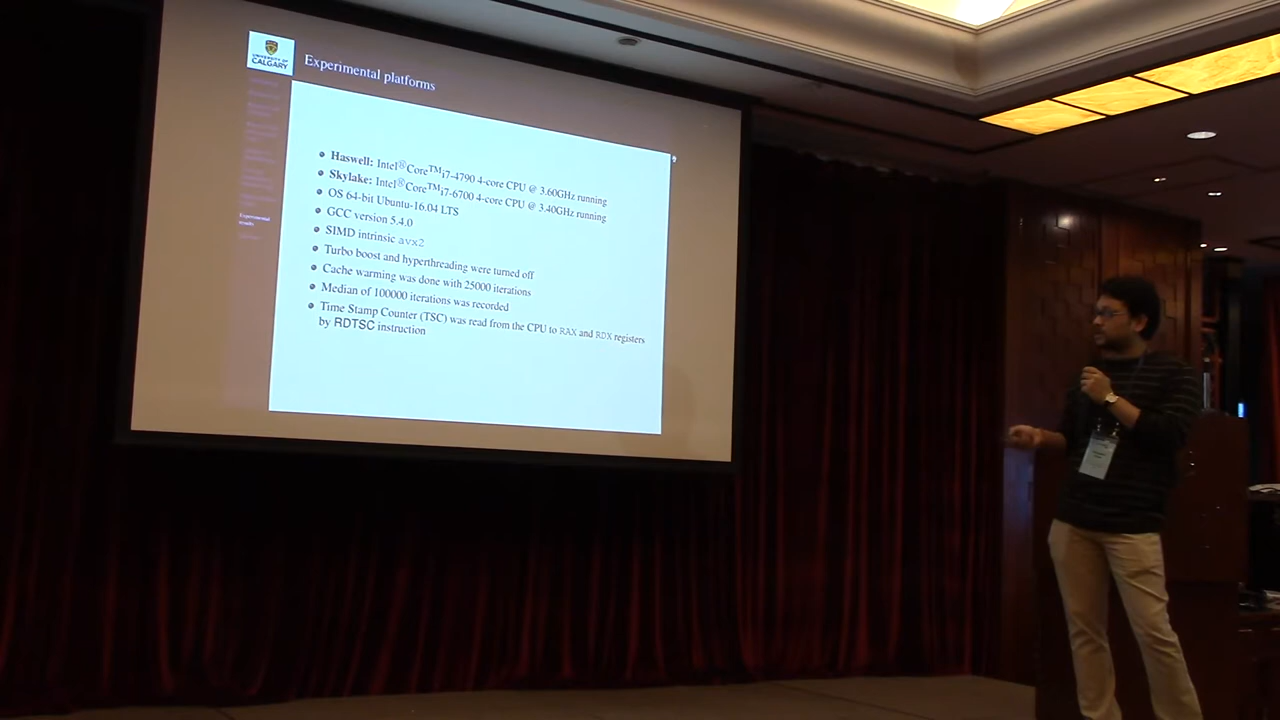 UNIVERSITY OF
CALGARY
Experimental platforms
Haswell: Intel®Core™i7-4790 4-core CPU @ 3.60GHz running
Skylake: Intel®Core™i7-6700 4-core CPU @ 3.40GHz running
OS 64-bit Ubuntu-16.04 LTS
GCC version 5.4.0
SIMD intrinsic avx2
Turbo boost and hyperthreading were turned off
Cache warming was done with 25000 iterations
Median of 100000 iterations was recorded
Time Stamp Counter (TSC) was read from the CPU to RAX and RDX registers
by RDTSC instruction
Experimental
results